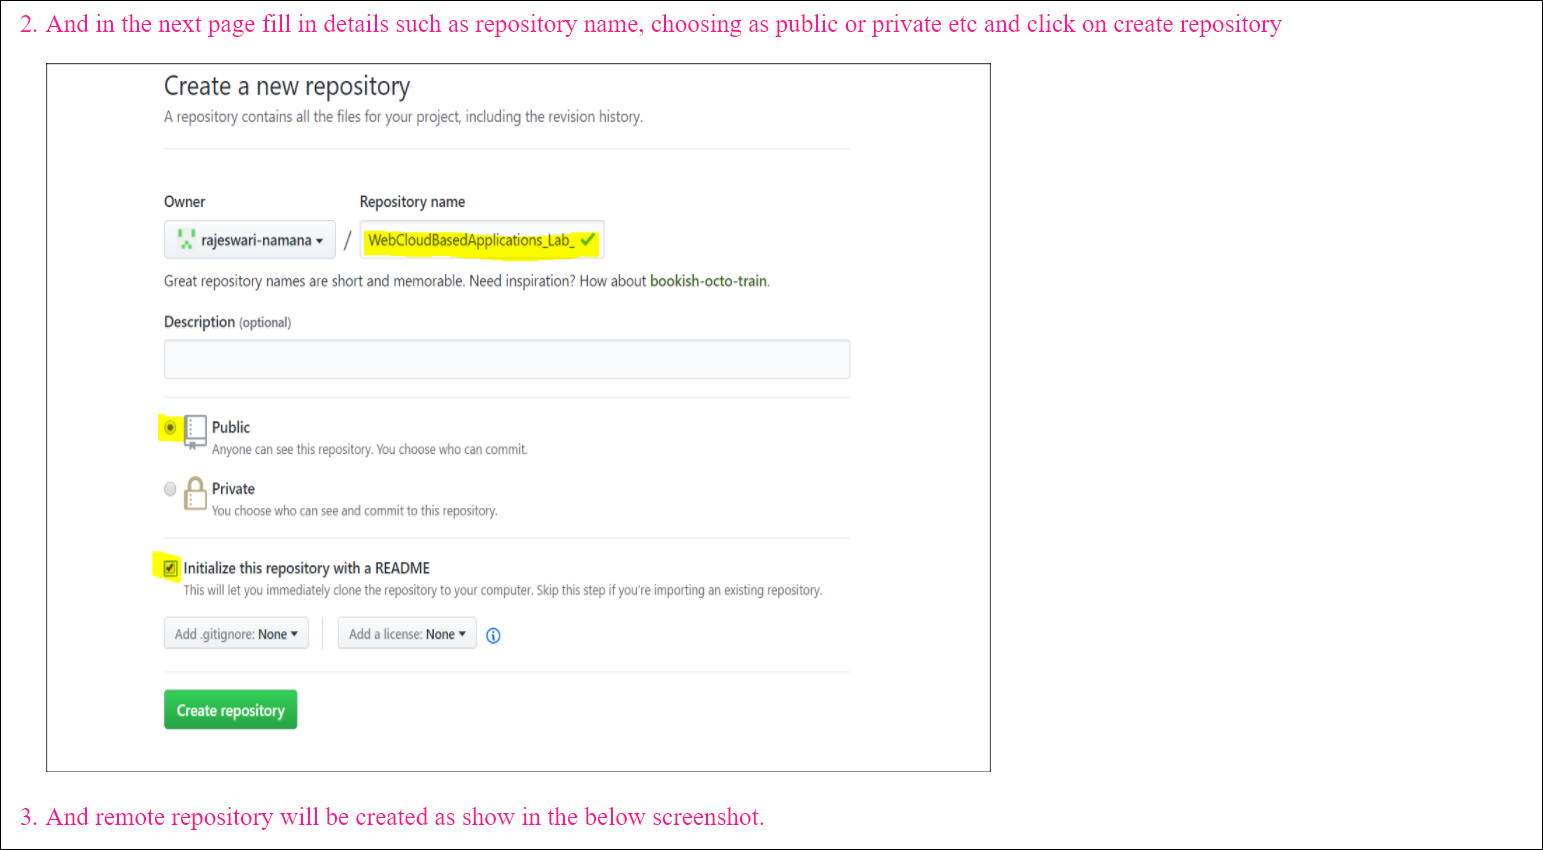 2. And in the next page fill in details such as repository name, choosing as public or private etc and click on create repository
Create a new repository
A repository contains all the files for your project, including the revision history.
Owner Repository name
rajeswari-namana / WebCloudBasedApplications_Lab_
Great repository names are short and memorable. Need inspiration? How about bookish-octo-train.
Description (optional)
Public
Anyone can see this repository. You choose who can commit.
Private
You choose who can see and commit to this repository.
Initialize this repository with a README
This will let you immediately clone the repository to your computer. Skip this step if you're importing an existing repository.
Add .gitignore: None Add a license: None
Create repository
3. And remote repository will be created as show in the below screenshot.